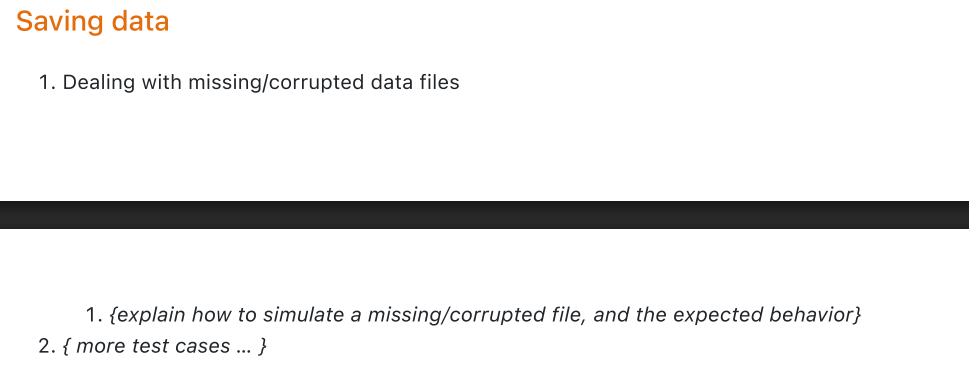 Saving data
1. Dealing with missing/corrupted data files
1. {explain how to simulate a missing/corrupted file, and the expected behavior}
2. { more test cases … }